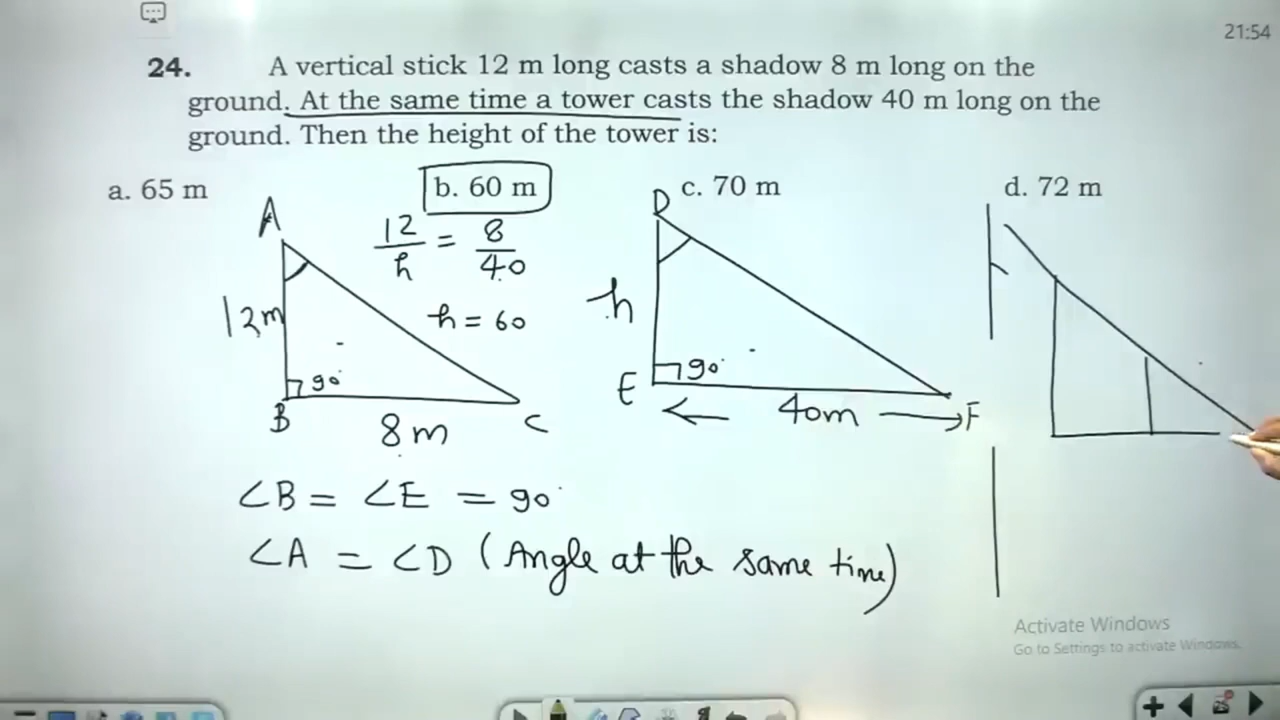 21:54
24. A vertical stick 12 m long casts a shadow 8 m long on the
ground. At the same time a tower casts the shadow 40 m long on the
ground. Then the height of the tower is:
a. 65 m b. 60 m c. 70 m d. 72 m
A
12/h = 8/40
h = 60
12m
90°
B
8m
C
D
h
90°
E
40m
F
∠B = ∠E = 90°
∠A = ∠D (Angle at the same time)
Activate Windows
Go to Settings to activate Windows.